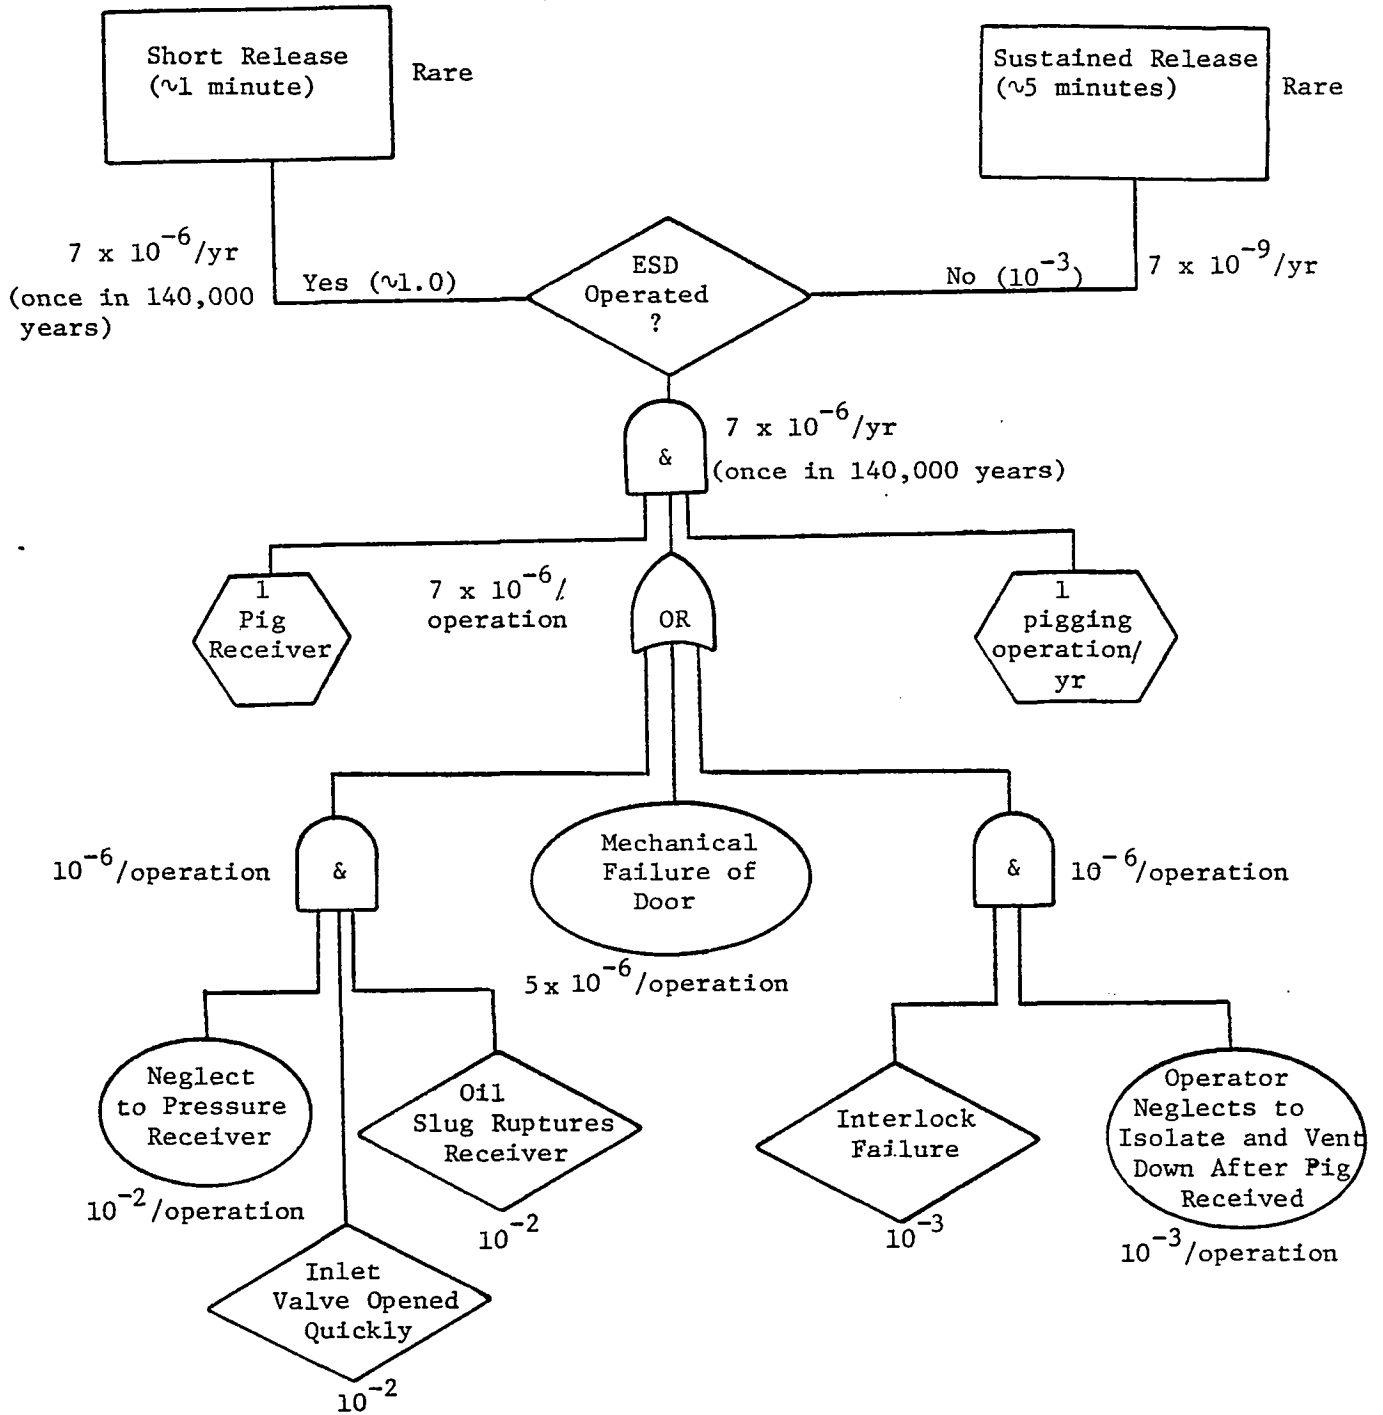 Short Release
(~1 minute)
Rare
Sustained Release
(~5 minutes)
Rare
7 x 10⁻⁶/yr
(once in 140,000
years)
Yes (~1.0)
ESD
Operated
?
No (10⁻³)
7 x 10⁻⁹/yr
&
7 x 10⁻⁶/yr
(once in 140,000 years)
1
Pig
Receiver
7 x 10⁻⁶/
operation
OR
1
pigging
operation/
yr
10⁻⁶/operation
&
Mechanical
Failure of
Door
5 x 10⁻⁶/operation
&
10⁻⁶/operation
Neglect
to Pressure
Receiver
10⁻²/operation
Oil
Slug Ruptures
Receiver
10⁻²
Inlet
Valve Opened
Quickly
10⁻²
Interlock
Failure
10⁻³
Operator
Neglects to
Isolate and Vent
Down After Pig
Received
10⁻³/operation